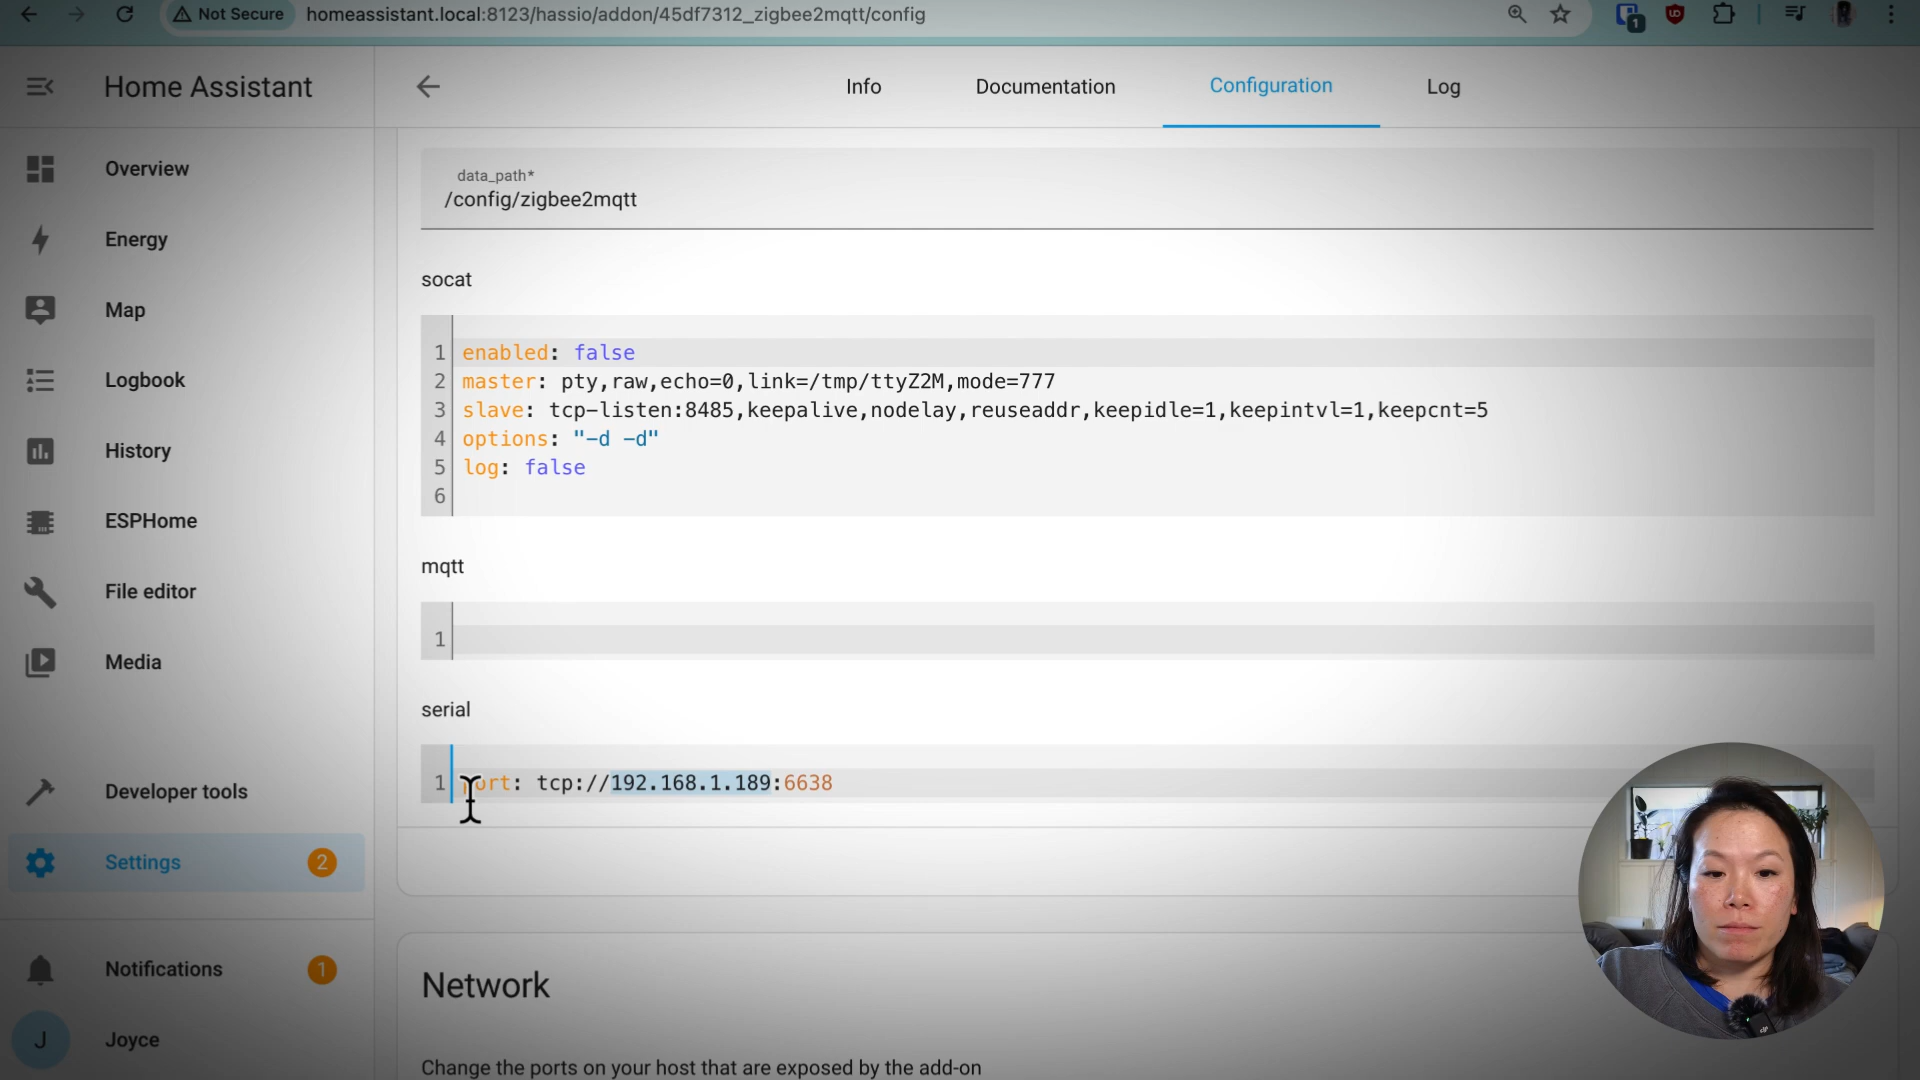 Not Secure
homeassistant.local:8123/hassio/addon/45df7312_zigbee2mqtt/config
1
Home Assistant
Info
Documentation
Configuration
Log
Overview
Energy
Map
Logbook
History
ESPHome
File editor
Media
Developer tools
Settings
2
Notifications
1
J
Joyce
data_path*
/config/zigbee2mqtt
socat
1 enabled: false
2 master: pty,raw,echo=0,link=/tmp/ttyZ2M,mode=777
3 slave: tcp-listen:8485,keepalive,nodelay,reuseaddr,keepidle=1,keepintvl=1,keepcnt=5
4 options: "-d -d"
5 log: false
6
mqtt
1
serial
1 port: tcp://192.168.1.189:6638
Network
Change the ports on your host that are exposed by the add-on